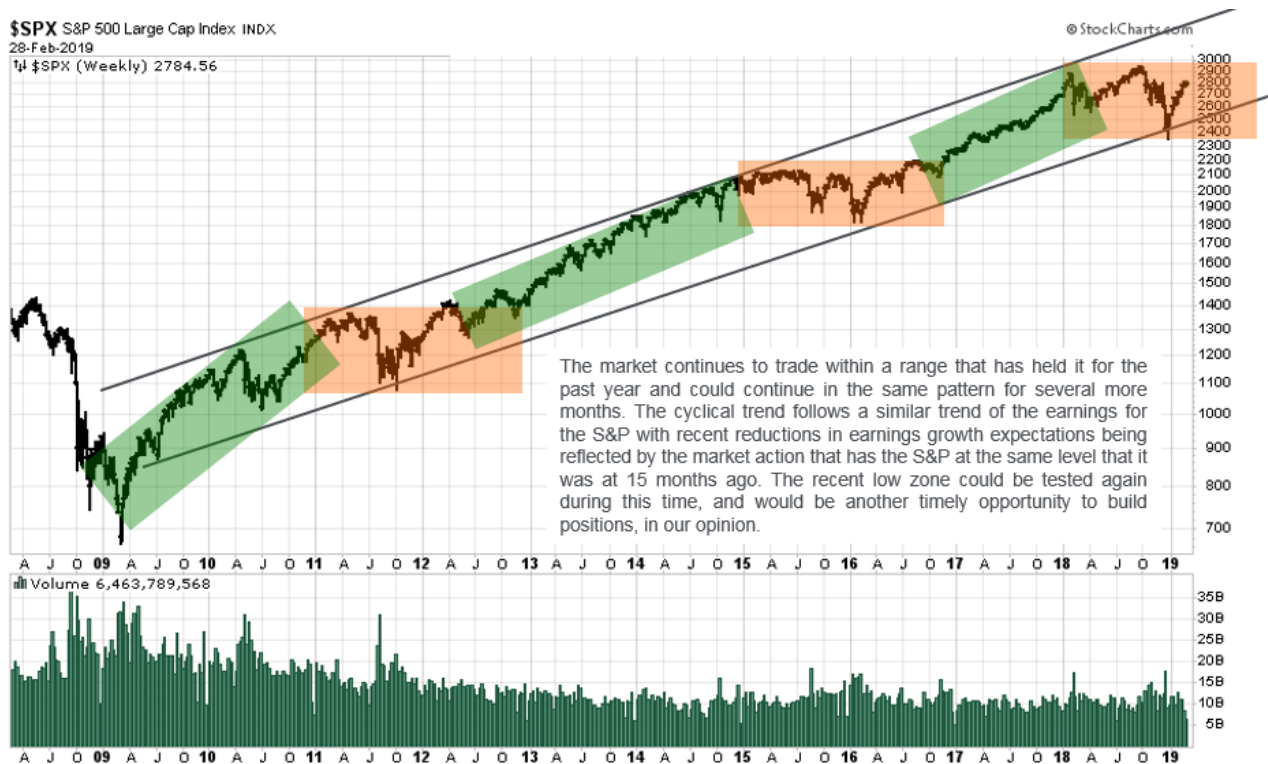 $SPX S&P 500 Large Cap Index INDX
© StockCharts.com
28-Feb-2019
$SPX (Weekly) 2784.56
3000
2900
2800
2700
2600
2500
2400
2300
2200
2100
2000
1900
1800
1700
1600
1500
1400
1300
1200
1100
1000
900
800
700
The market continues to trade within a range that has held it for the
past year and could continue in the same pattern for several more
months. The cyclical trend follows a similar trend of the earnings for
the S&P with recent reductions in earnings growth expectations being
reflected by the market action that has the S&P at the same level that it
was at 15 months ago. The recent low zone could be tested again
during this time, and would be another timely opportunity to build
positions, in our opinion.
A J O 09 A J O 10 A J O 11 A J O 12 A J O 13 A J O 14 A J O 15 A J O 16 A J O 17 A J O 18 A J O 19
Volume 6,463,789,568
35B
30B
25B
20B
15B
10B
5B
A J O 09 A J O 10 A J O 11 A J O 12 A J O 13 A J O 14 A J O 15 A J O 16 A J O 17 A J O 18 A J O 19